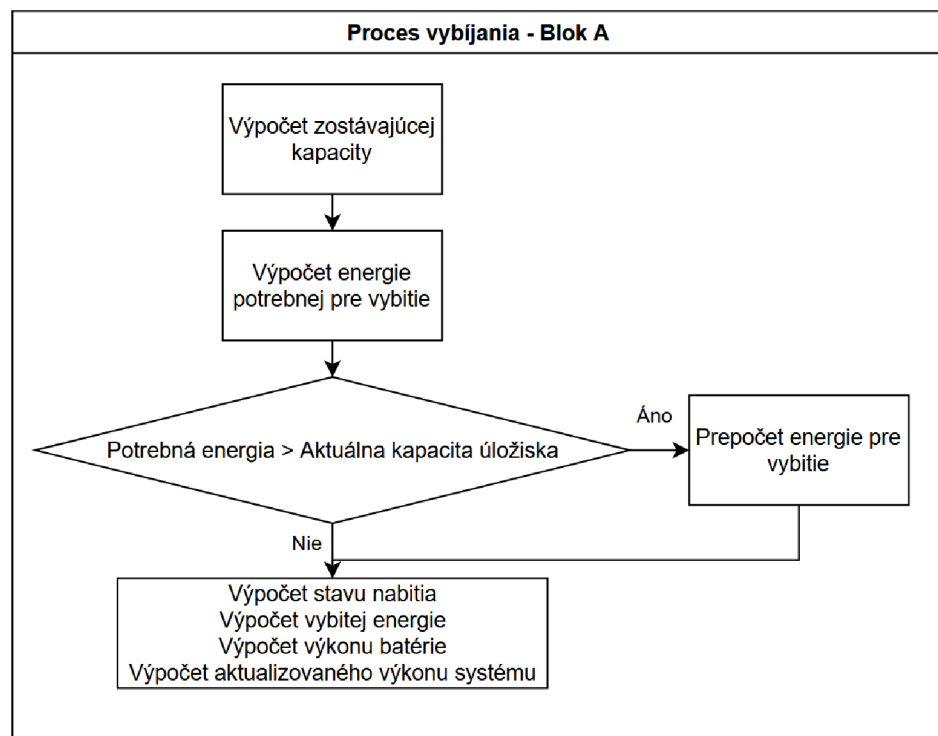 Proces vybíjania - Blok A
Výpočet zostávajúcej
kapacity
Výpočet energie
potrebnej pre vybitie
Potrebná energia > Aktuálna kapacita úložiska
Áno
Prepočet energie pre
vybitie
Nie
Výpočet stavu nabitia
Výpočet vybitej energie
Výpočet výkonu batérie
Výpočet aktualizovaného výkonu systému